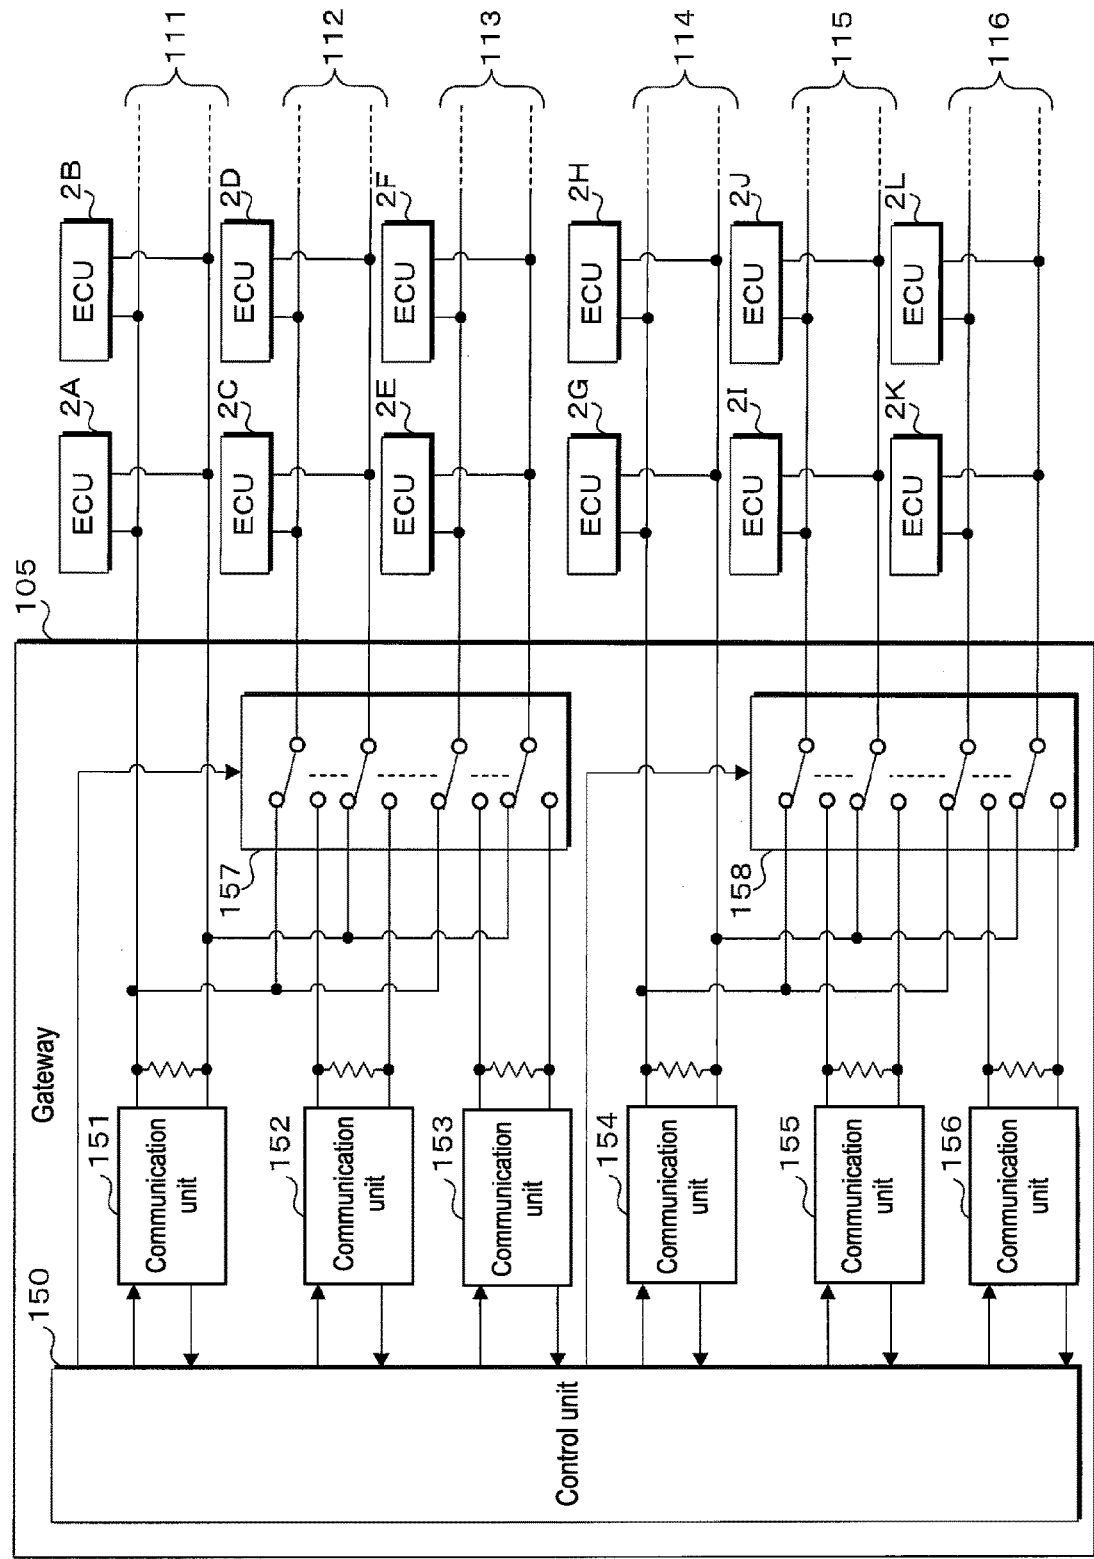 105
150
Gateway
2A
2B
ECU
ECU
151
Communication
unit
111
157
2C
2D
ECU
ECU
152
Communication
unit
112
2E
2F
ECU
ECU
153
Communication
unit
113
Control unit
2G
2H
ECU
ECU
154
Communication
unit
114
158
2I
2J
ECU
ECU
155
Communication
unit
115
2K
2L
ECU
ECU
156
Communication
unit
116